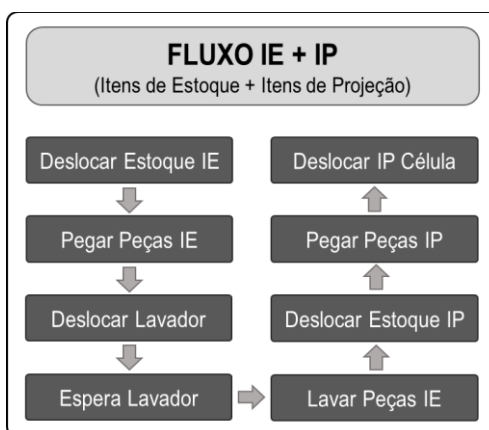 FLUXO IE + IP
(Itens de Estoque + Itens de Projeção)
Deslocar Estoque IE
Pegar Peças IE
Deslocar Lavador
Espera Lavador
Lavar Peças IE
Deslocar Estoque IP
Pegar Peças IP
Deslocar IP Célula